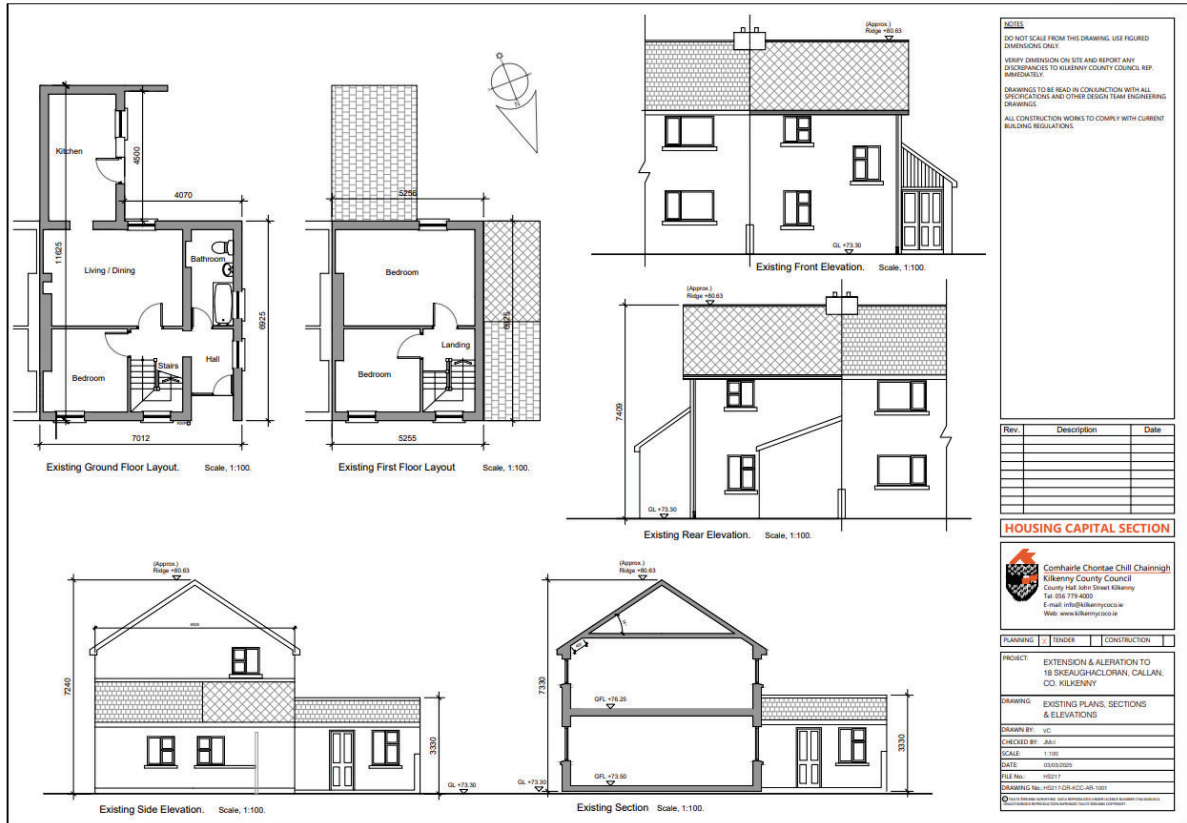 Kitchen
4500
4070
11625
Living / Dining
Bathroom
6925
Hall
Stairs
Bedroom
7012
Existing Ground Floor Layout. Scale, 1:100.
N
5256
Bedroom
6925
Landing
Bedroom
5255
Existing First Floor Layout Scale, 1:100.
(Approx.)
Ridge +80.63
GL +73.30
Existing Front Elevation. Scale, 1:100.
(Approx.)
Ridge +80.63
7409
GL +73.30
Existing Rear Elevation. Scale, 1:100.
(Approx.)
Ridge +80.63
7240
3330
GL +73.30
Existing Side Elevation. Scale, 1:100.
(Approx.)
Ridge +80.63
7330
GFL +76.25
GFL +73.50
3330
GL +73.30
Existing Section Scale, 1:100.
NOTES
DO NOT SCALE FROM THIS DRAWING. USE FIGURED
DIMENSIONS ONLY.
VERIFY DIMENSION ON SITE AND REPORT ANY
DISCREPANCIES TO KILKENNY COUNTY COUNCIL REP.
IMMEDIATELY.
DRAWINGS TO BE READ IN CONJUNCTION WITH ALL
SPECIFICATIONS AND OTHER DESIGN TEAM ENGINEERING
DRAWINGS.
ALL CONSTRUCTION WORKS TO COMPLY WITH CURRENT
BUILDING REGULATIONS.
Rev. Description Date
HOUSING CAPITAL SECTION
Comhairle Chontae Chill Chainnigh
Kilkenny County Council
County Hall John Street Kilkenny
Tel: 056 779 4000
E-mail: info@kilkennycoco.ie
Web: www.kilkennycoco.ie
PLANNING X TENDER CONSTRUCTION
PROJECT: EXTENSION & ALERATION TO
18 SKEAUGHACLORAN, CALLAN,
CO. KILKENNY
DRAWING: EXISTING PLANS, SECTIONS
& ELEVATIONS
DRAWN BY: VC
CHECKED BY:
SCALE: 1:100
DATE: 03/03/2025
FILE No.: HS217
DRAWING No.: HS217-DR-KCC-AR-1001